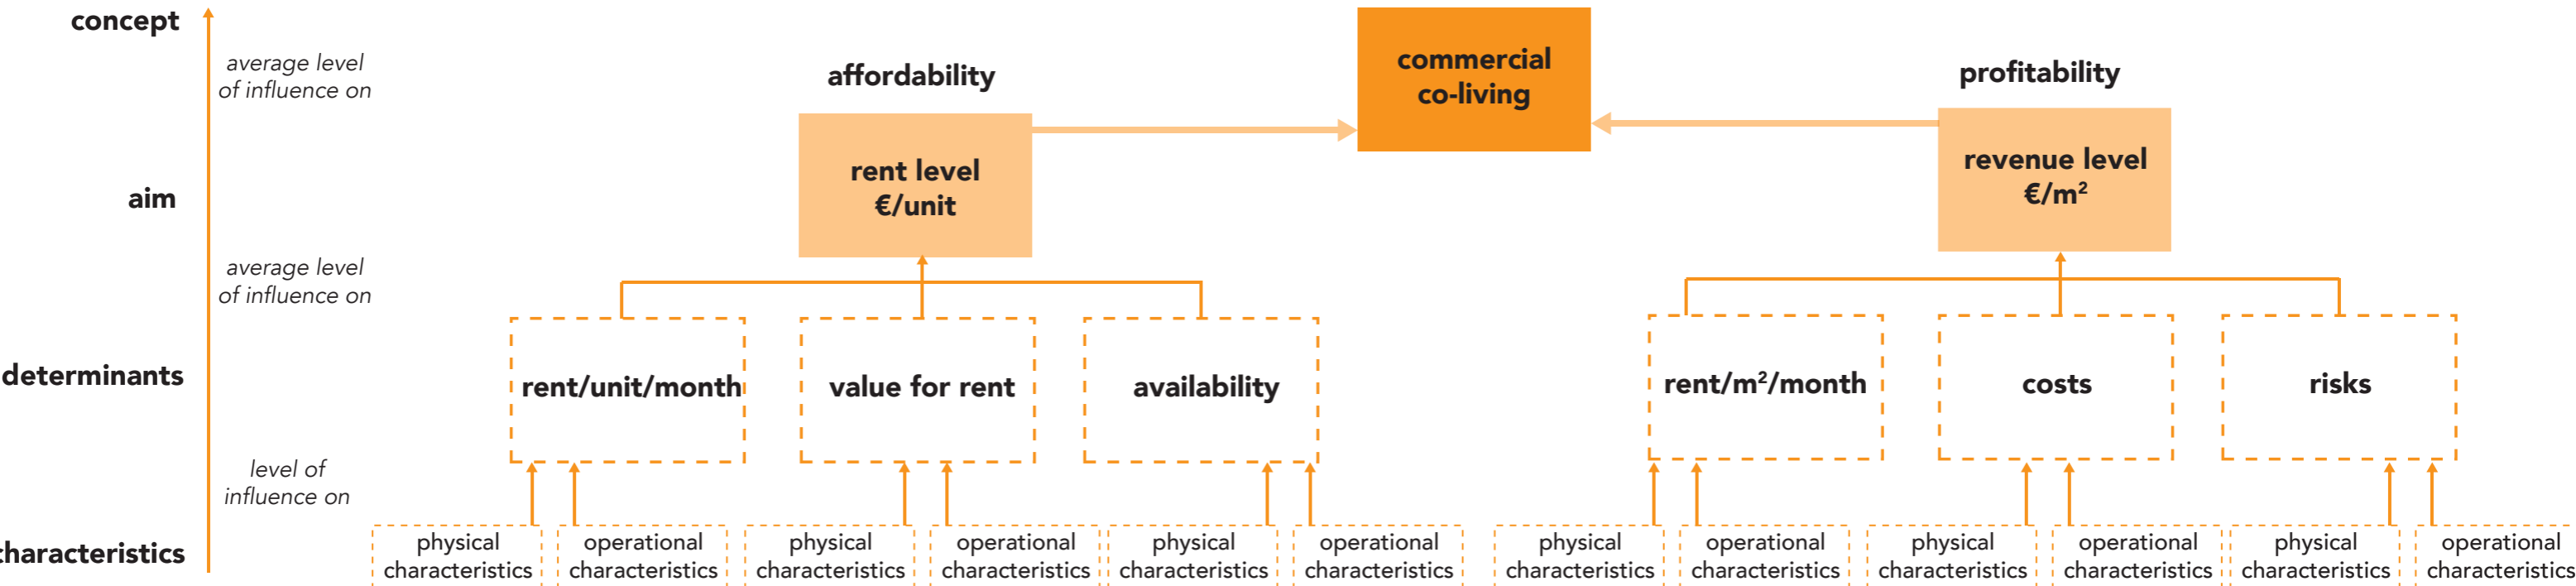 concept
average level
of influence on
affordability
commercial
co-living
profitability
aim
rent level
€/unit
revenue level
€/m²
average level
of influence on
determinants
rent/unit/month
value for rent
availability
rent/m²/month
costs
risks
level of
influence on
characteristics
physical
characteristics
operational
characteristics
physical
characteristics
operational
characteristics
physical
characteristics
operational
characteristics
physical
characteristics
operational
characteristics
physical
characteristics
operational
characteristics
physical
characteristics
operational
characteristics